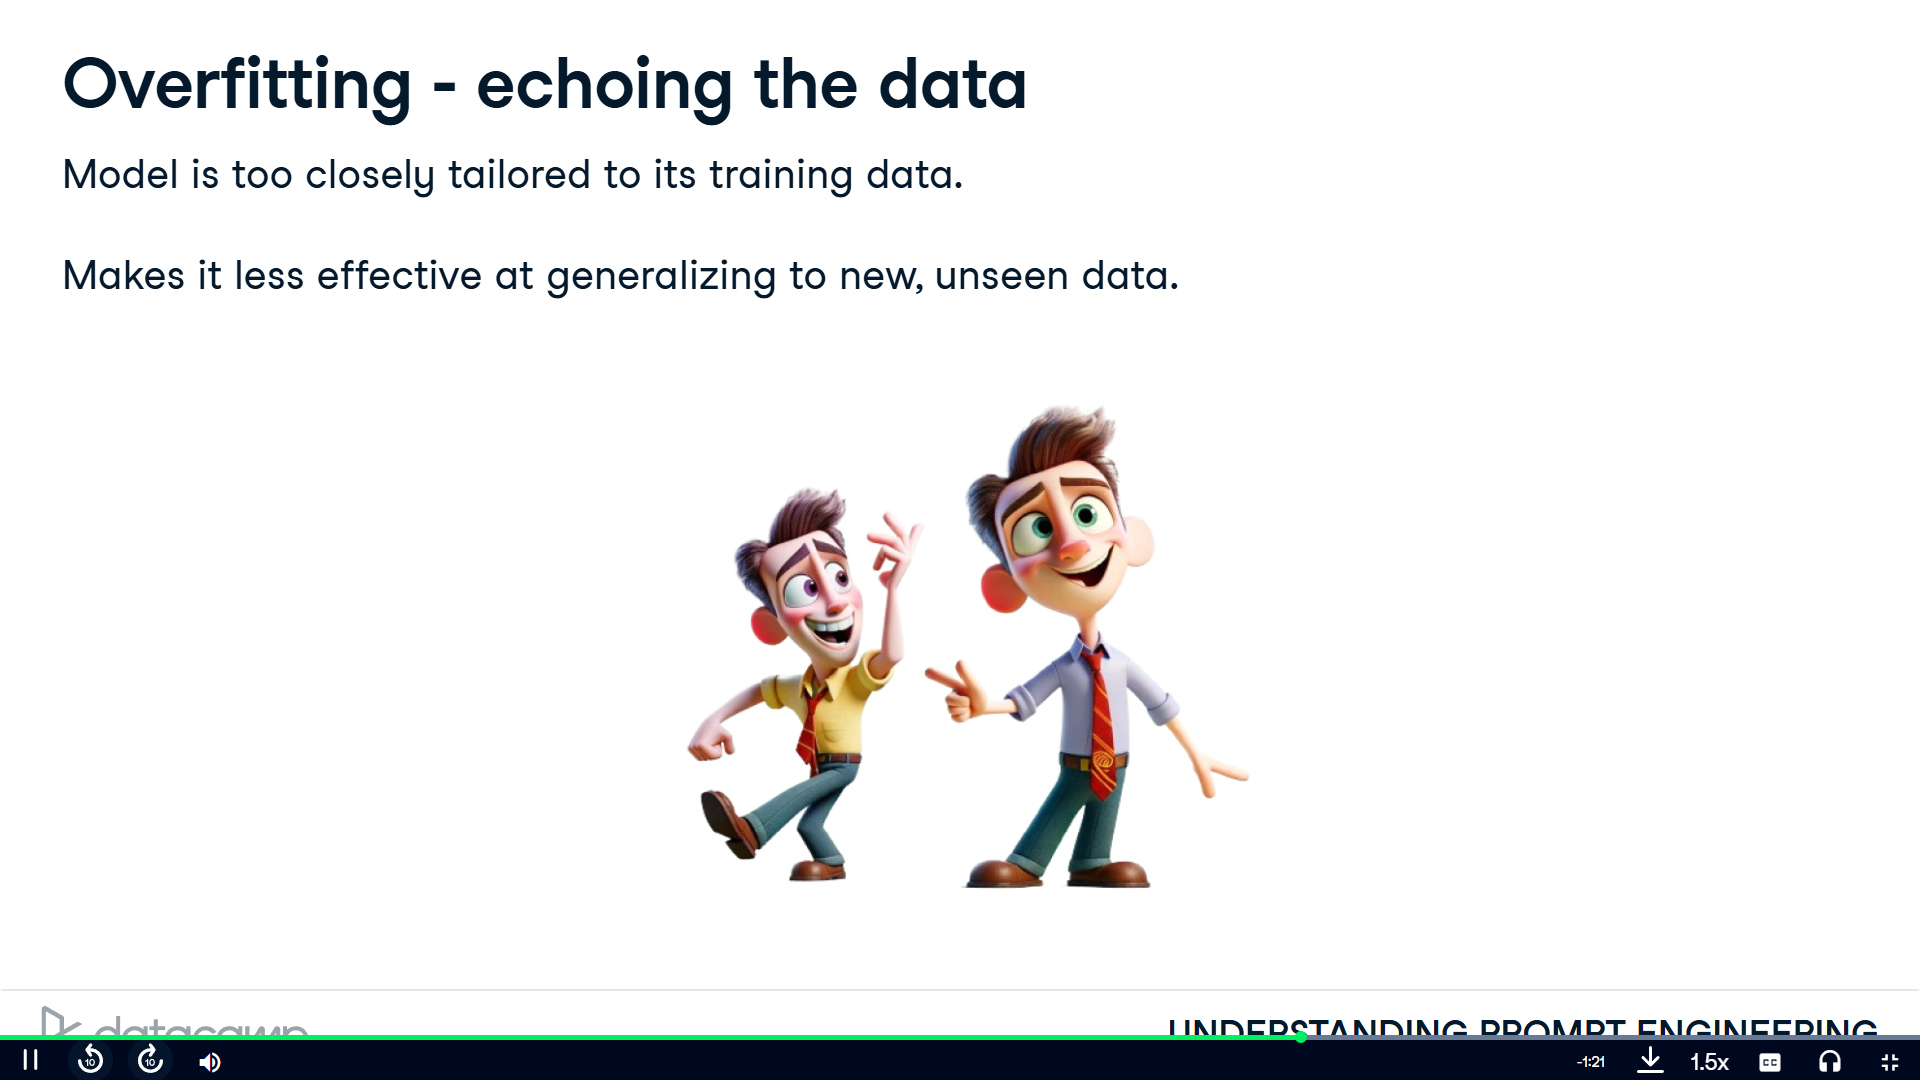 Overfitting - echoing the data
Model is too closely tailored to its training data.
Makes it less effective at generalizing to new, unseen data.
datacamp
UNDERSTANDING PROMPT ENGINEERING
10
10
-1:21
1.5x
CC